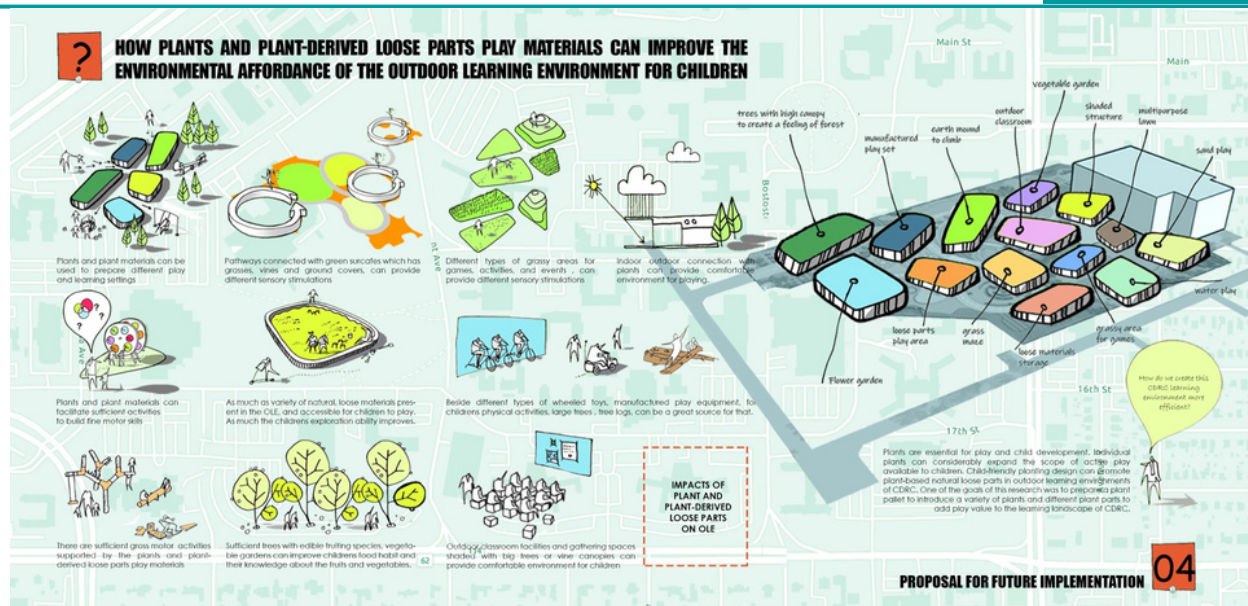 ?
HOW PLANTS AND PLANT-DERIVED LOOSE PARTS PLAY MATERIALS CAN IMPROVE THE
ENVIRONMENTAL AFFORDANCE OF THE OUTDOOR LEARNING ENVIRONMENT FOR CHILDREN
Plants and plant materials can be
used to prepare different play
and learning settings
Pathways connected with green surcafes which has
grasses, vines and ground covers, can provide
different sensory stimulations
Different types of grassy areas for
games, activities, and events , can
provide different sensory stimulations
Indoor outdoor connection with
plants can provide comfortable
environment for playing.
?
?
?
Plants and plant materials can
facilitate sufficient activities
to build fine motor skills
As much as variety of natural, loose materials pres-
ent in the OLE, and accessible for children to play.
As much the childrens exploration ability improves.
Beside different types of wheeled toys, manufactured play equipment, for
childrens physical activities, large trees , tree logs, can be a great source for that.
There are sufficient gross motor activities
supported by the plants and plant-
derived loose parts play materials
Sufficient trees with edible fruiting species, vegeta-
ble gardens can improve childrens food habit and
their knowledge about the fruits and vegetables.
62
Outdoor classroom facilities and gathering spaces
shaded with big trees or vine canopies can
provide comfortable environment for children
IMPACTS OF
PLANT AND
PLANT-DERIVED
LOOSE PARTS
ON OLE
Main St
Main
trees with high canopy
to create a feeling of forest
manufactured
play set
earth mound
to climb
outdoor
classroom
vegetable garden
shaded
structure
multipurpose
lawn
sand play
water play
grassy area
for games
loose materials
storage
grass
maze
loose parts
play area
Flower garden
16th St
17th St
How do we create this
CDRC learning
environment more
efficient?
Plants are essential for play and child development. Individual
plants can considerably expand the scope of active play
available to children. Child-friendly planting design can promote
plant-based natural loose parts in outdoor learning environments
of CDRC. One of the goals of this research was to prepare a plant
pallet to introduce a variety of plants and different plant parts to
add play value to the learning landscape of CDRC.
PROPOSAL FOR FUTURE IMPLEMENTATION
04